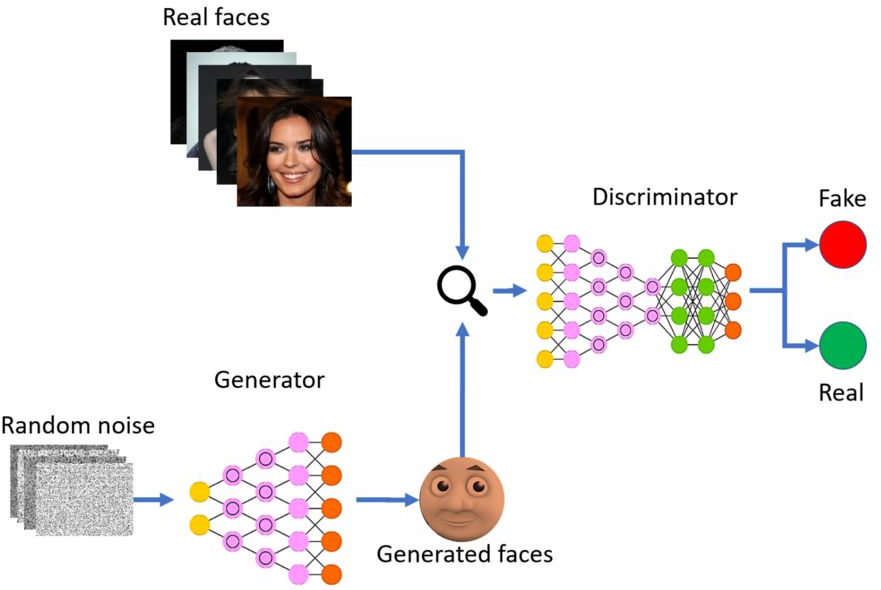 Real faces
Discriminator
Fake
Real
Generator
Random noise
Generated faces